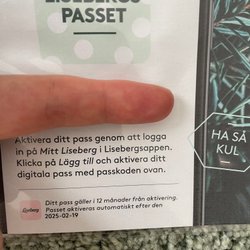 LISEBERGS
PASSET
Aktivera ditt pass genom att logga
in på Mitt Liseberg i Lisebergsappen.
Klicka på Lägg till och aktivera ditt
digitala pass med passkoden ovan.
HA SÅ
KUL
Liseberg
Ditt pass gäller i 12 månader från aktivering.
Passet aktiveras automatiskt efter den
2025-02-19